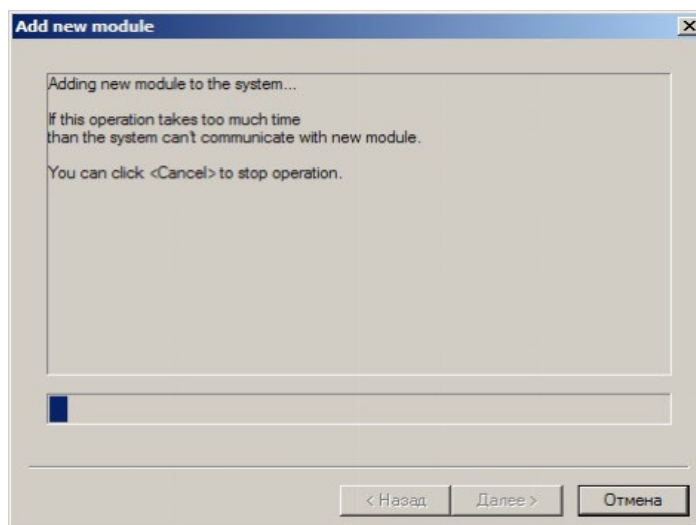 Add new module
Adding new module to the system...
If this operation takes too much time
than the system can't communicate with new module.
You can click <Cancel> to stop operation.
< Назад
Далее >
Отмена